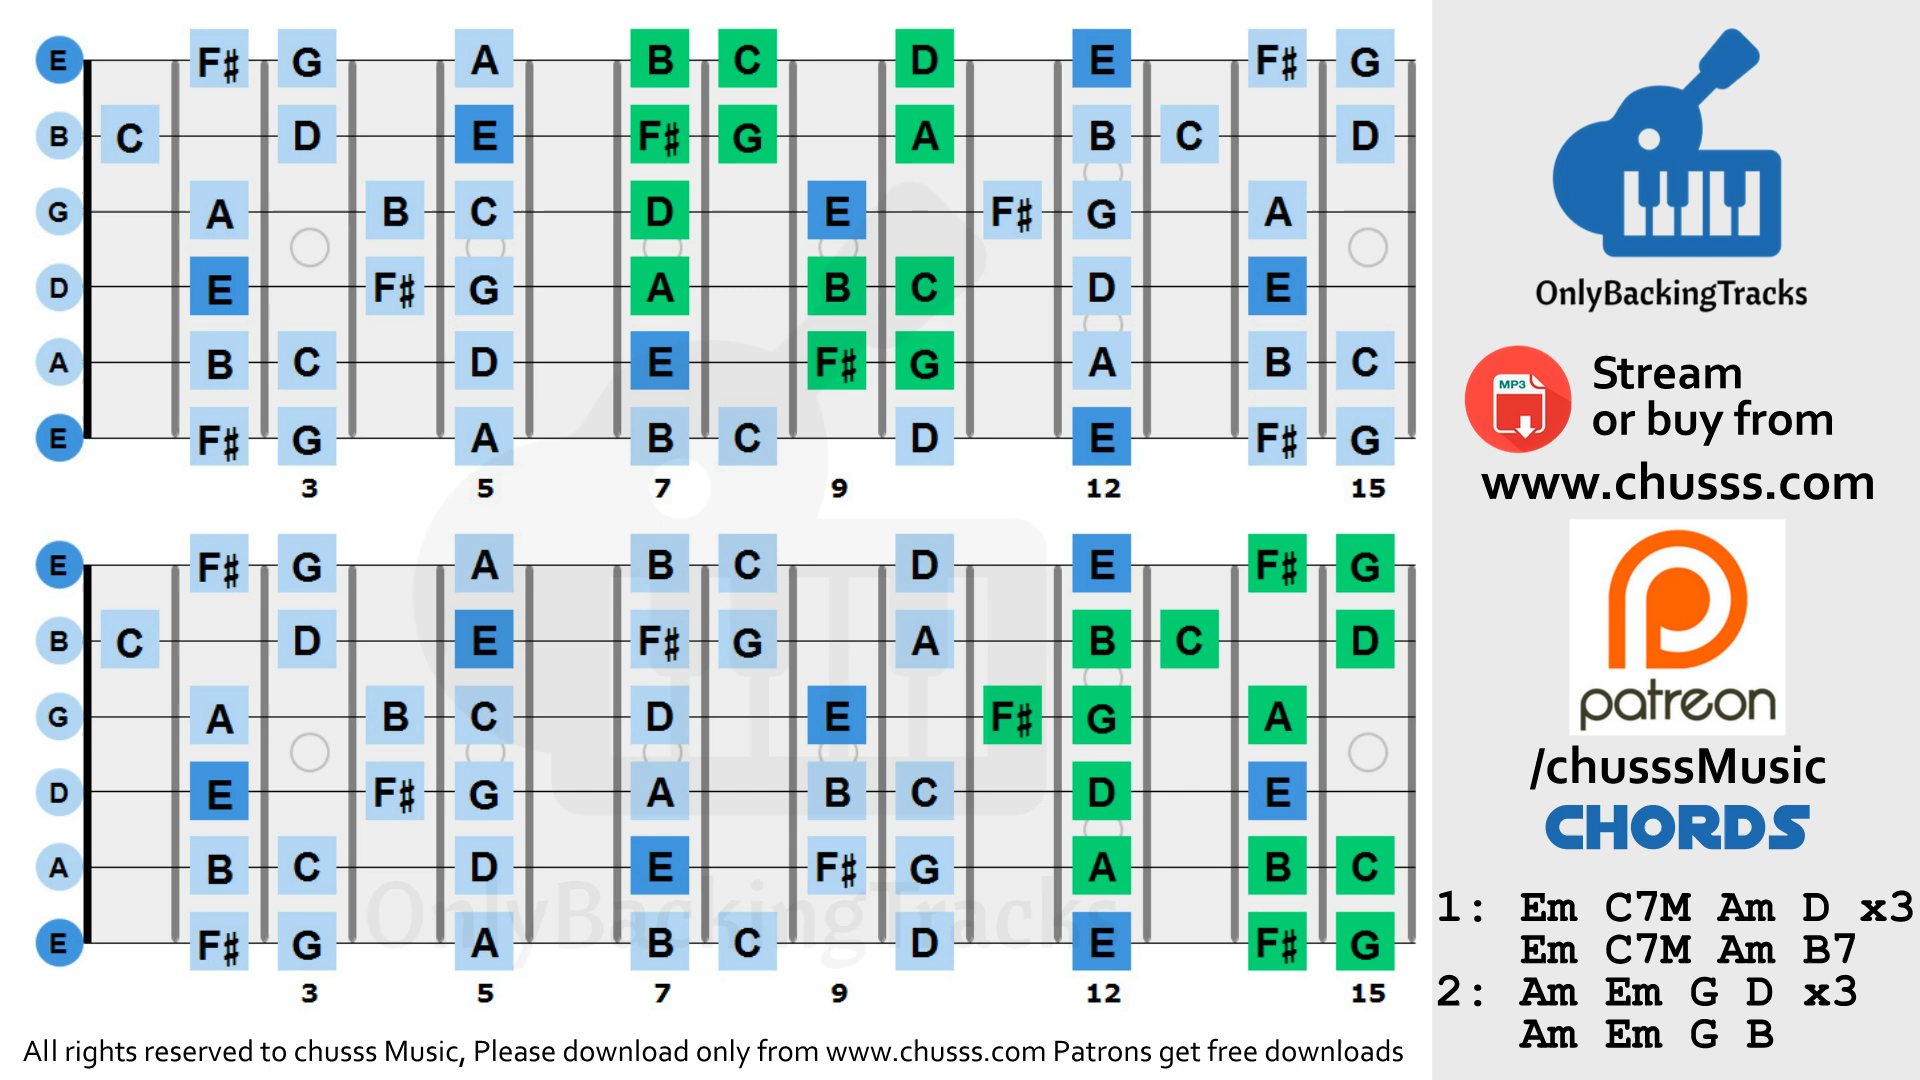 E F♯ G A B C D E F♯ G
B C D E F♯ G A B C D
G A B C D E F♯ G A
D E F♯ G A B C D E
A B C D E F♯ G A B C
E F♯ G A B C D E F♯ G
3 5 7 9 12 15
E F♯ G A B C D E F♯ G
B C D E F♯ G A B C D
G A B C D E F♯ G A
D E F♯ G A B C D E
A B C D E F♯ G A B C
OnlyBackingTracks
E F♯ G A B C D E F♯ G
3 5 7 9 12 15
All rights reserved to chusss Music, Please download only from www.chusss.com Patrons get free downloads
OnlyBackingTracks
MP3
Stream
or buy from
www.chusss.com
patreon
/chusssMusic
CHORDS
1: Em C7M Am D x3
Em C7M Am B7
2: Am Em G D x3
Am Em G B